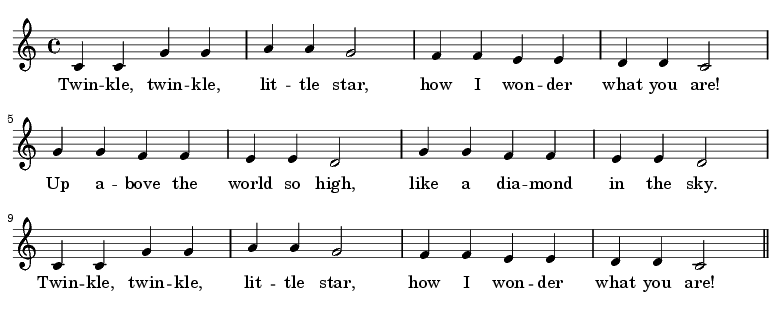 Twin-kle, twin-kle, lit - tle star, how I won-der what you are!
5
Up a - bove the world so high, like a dia-mond in the sky.
9
Twin-kle, twin-kle, lit - tle star, how I won-der what you are!